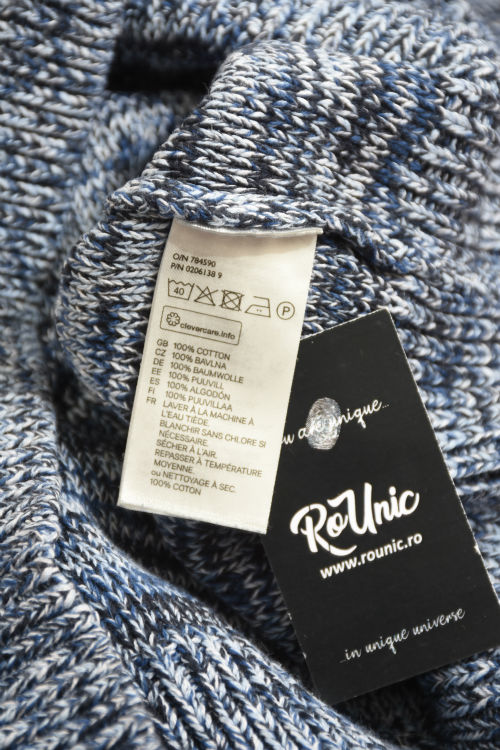 O/N 784590
P/N 0206138 9
40
P
clevercare.info
GB 100% COTTON
CZ 100% BAVLNA
DE 100% BAUMWOLLE
EE 100% PUUVILL
ES 100% ALGODÓN
FI 100% PUUVILLAA
FR LAVER À LA MACHINE À
L'EAU TIÈDE.
BLANCHIR SANS CHLORE SI
NÉCESSAIRE.
SÉCHER À L'AIR.
REPASSER À TEMPÉRATURE
MOYENNE.
ou NETTOYAGE À SEC.
100% COTON
unique...
RoUnic
www.rounic.ro
...in unique universe